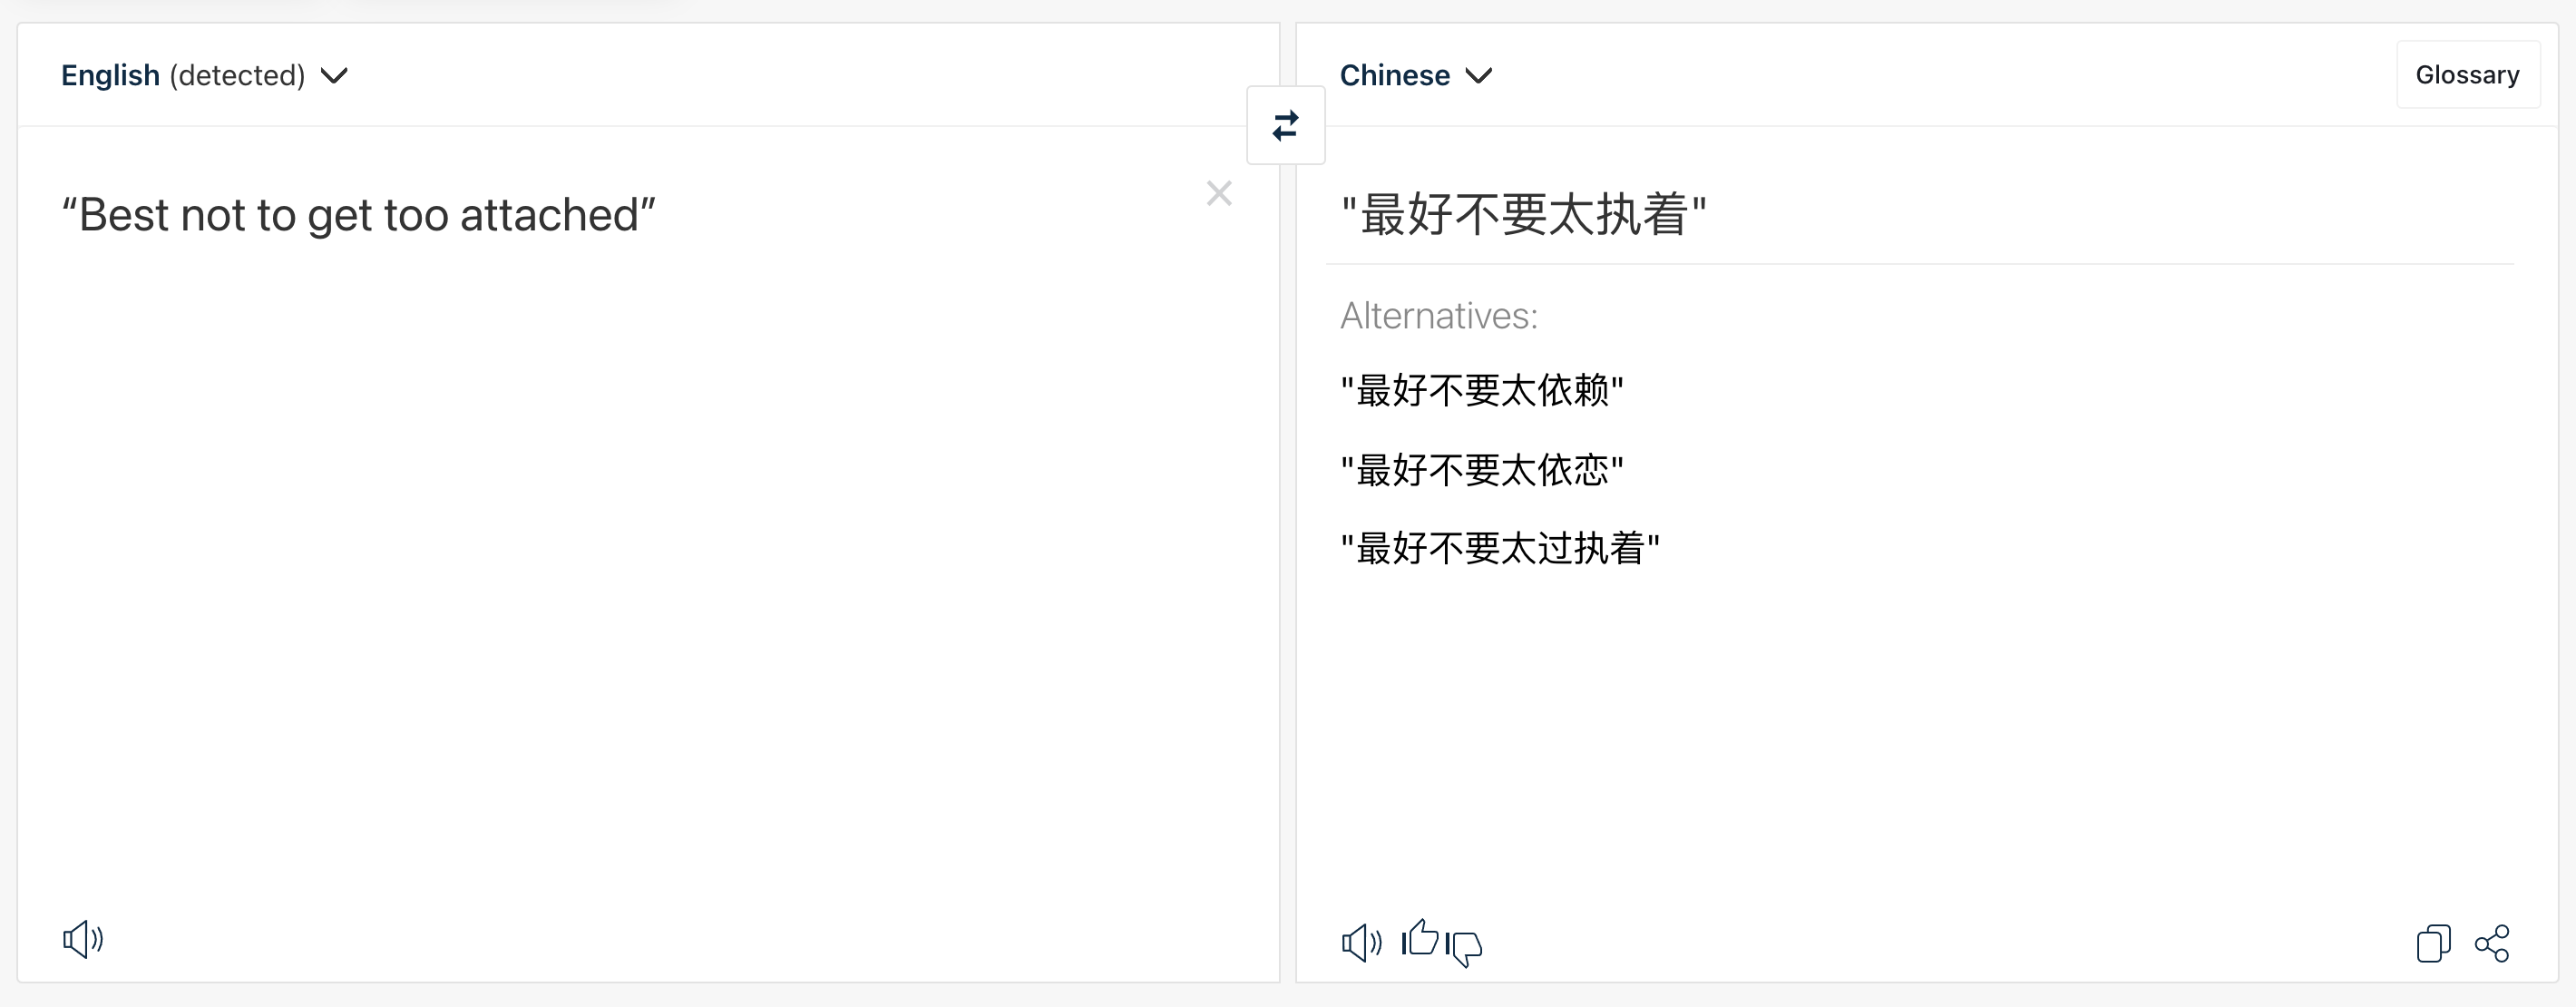 English (detected)
“Best not to get too attached”
Chinese
Glossary
"最好不要太执着"
Alternatives:
"最好不要太依赖"
"最好不要太依恋"
"最好不要太过执着"